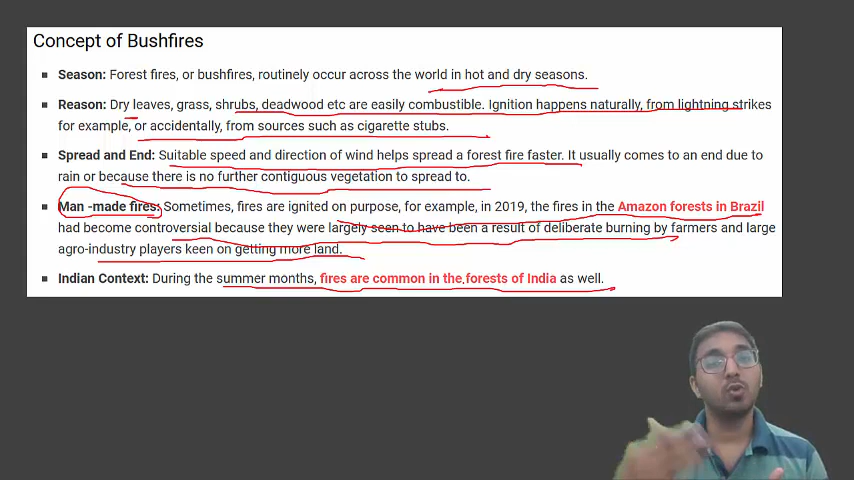 Concept of Bushfires
Season: Forest fires, or bushfires, routinely occur across the world in hot and dry seasons.
Reason: Dry leaves, grass, shrubs, deadwood etc are easily combustible. Ignition happens naturally, from lightning strikes
for example, or accidentally, from sources such as cigarette stubs.
Spread and End: Suitable speed and direction of wind helps spread a forest fire faster. It usually comes to an end due to
rain or because there is no further contiguous vegetation to spread to.
Man -made fires: Sometimes, fires are ignited on purpose, for example, in 2019, the fires in the Amazon forests in Brazil
had become controversial because they were largely seen to have been a result of deliberate burning by farmers and large
agro-industry players keen on getting more land.
Indian Context: During the summer months, fires are common in the forests of India as well.